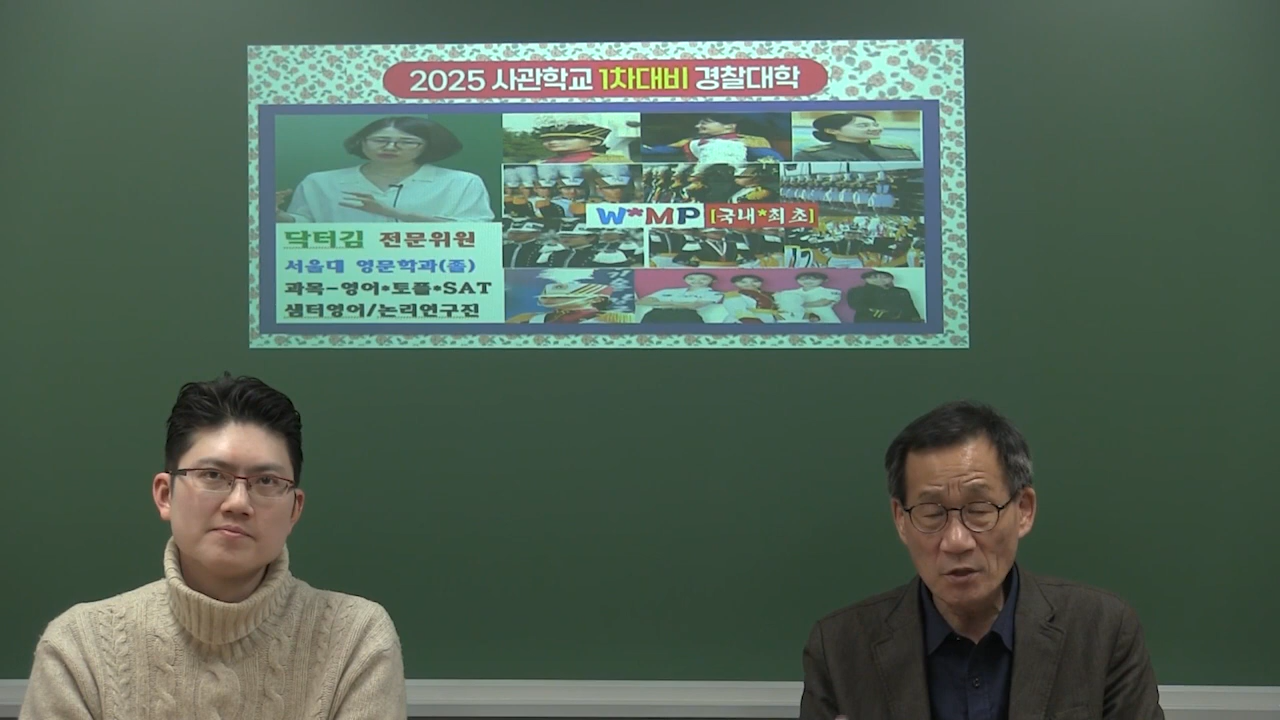 2025 사관학교 1차대비 경찰대학
W*MP [국내*최초]
닥터김 전문위원
서울대 영문학과(졸)
과목-영어•토플•SAT
샘터영어/논리연구진